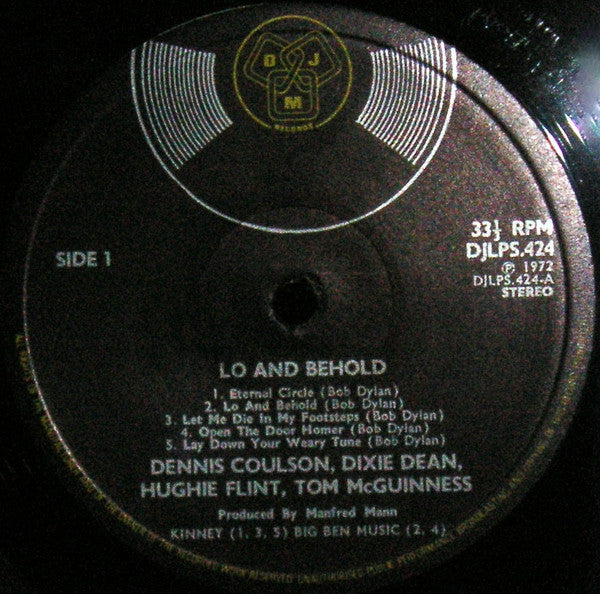 D J
M
RECORDS
33⅓ RPM
DJLPS.424
℗ 1972
DJLPS.424-A
STEREO
SIDE 1
LO AND BEHOLD
1. Eternal Circle (Bob Dylan)
2. Lo And Behold (Bob Dylan)
3. Let Me Die in My Footsteps (Bob Dylan)
4. Open The Door Homer (Bob Dylan)
5. Lay Down Your Weary Tune (Bob Dylan)
DENNIS COULSON, DIXIE DEAN,
HUGHIE FLINT, TOM McGUINNESS
Produced By Manfred Mann
KINNEY (1, 3, 5) BIG BEN MUSIC (2, 4)